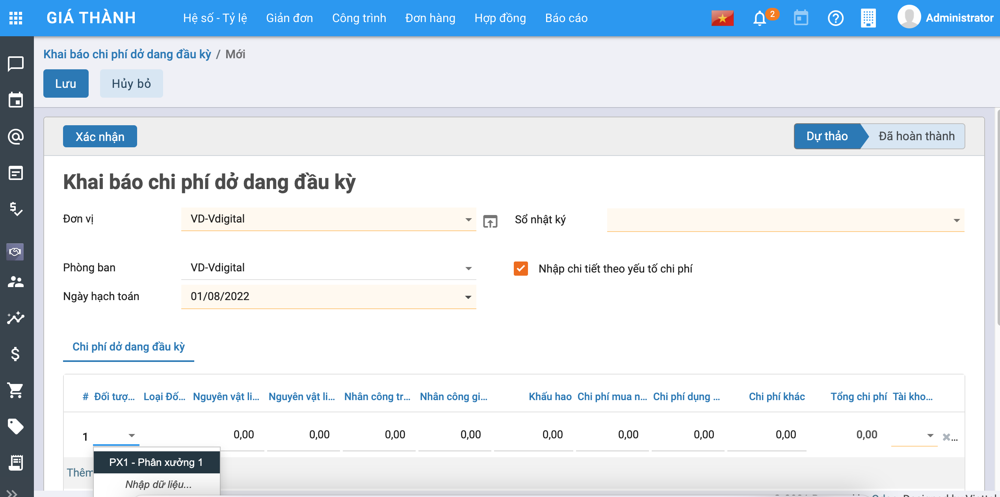 GIÁ THÀNH Hệ số - Tỷ lệ Giản đơn Công trình Đơn hàng Hợp đồng Báo cáo 2 Administrator
Khai báo chi phí dở dang đầu kỳ / Mới
Lưu Hủy bỏ
Xác nhận Dự thảo Đã hoàn thành
Khai báo chi phí dở dang đầu kỳ
Đơn vị VD-Vdigital Sổ nhật ký
Phòng ban VD-Vdigital Nhập chi tiết theo yếu tố chi phí
Ngày hạch toán 01/08/2022
Chi phí dở dang đầu kỳ
# Đối tượ... Loại Đố... Nguyên vật li... Nguyên vật li... Nhân công tr... Nhân công gi... Khấu hao Chi phí mua n... Chi phí dụng ... Chi phí khác Tổng chi phí Tài kho...
1 0,00 0,00 0,00 0,00 0,00 0,00 0,00 0,00 0,00 ...
PX1 - Phân xưởng 1
Thêm
Nhập dữ liệu...